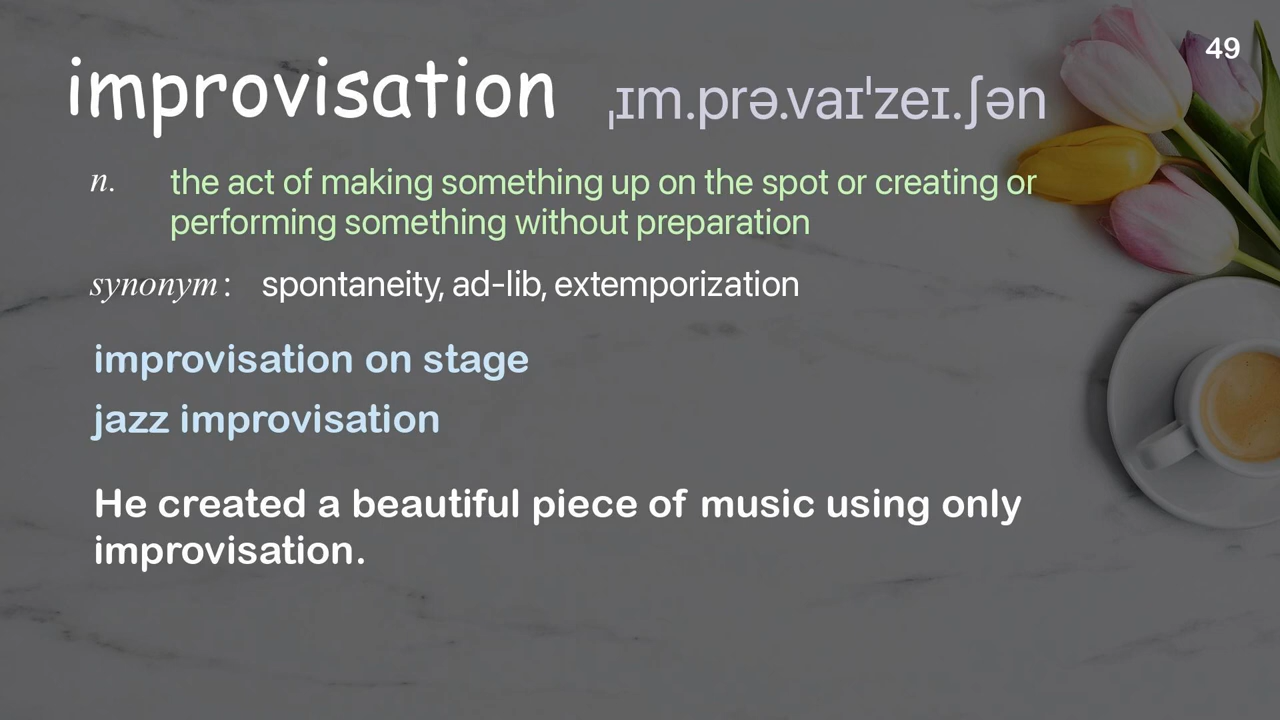 49
improvisation ˌɪm.prə.vaɪˈzeɪ.ʃən
n. the act of making something up on the spot or creating or
performing something without preparation
synonym : spontaneity, ad-lib, extemporization
improvisation on stage
jazz improvisation
He created a beautiful piece of music using only
improvisation.